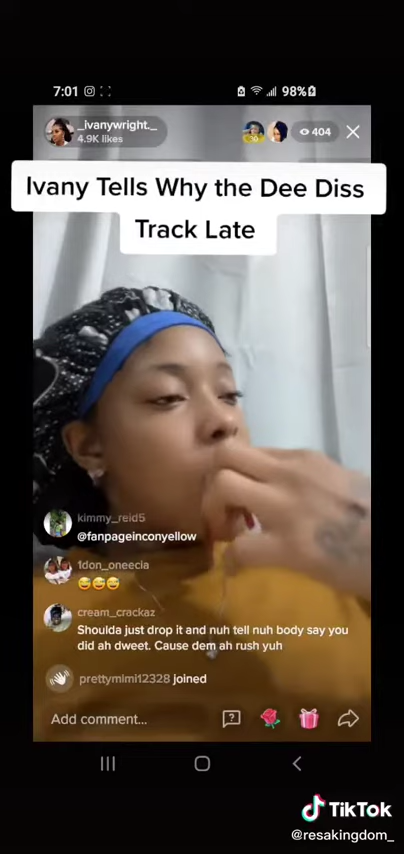 7:01
98%
_ivanywright._
4.9K likes
404
Ivany Tells Why the Dee Diss
Track Late
kimmy_reid5
@fanpageinconyellow
1don_oneecia
😅😅😅
cream_crackaz
Shoulda just drop it and nuh tell nuh body say you
did ah dweet. Cause dem ah rush yuh
prettymimi12328 joined
Add comment...
TikTok
@resakingdom_